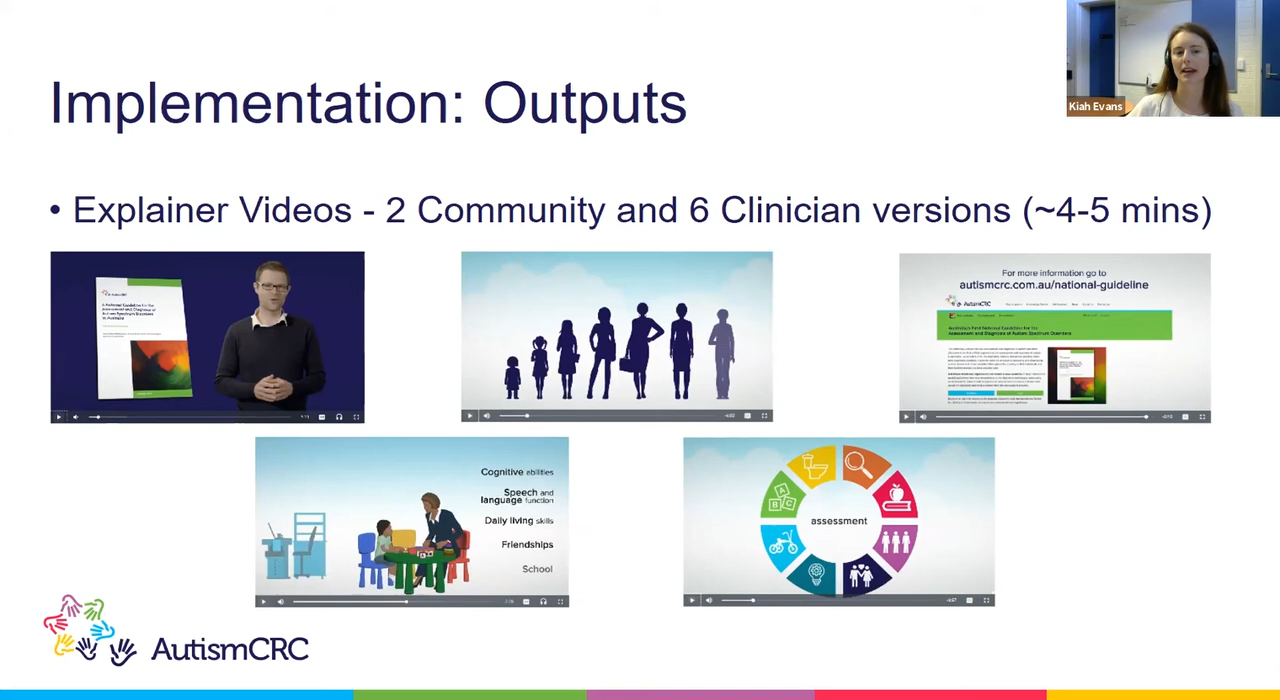 Implementation: Outputs
Kiah Evans
• Explainer Videos - 2 Community and 6 Clinician versions (~4-5 mins)
AutismCRC
A National Guideline for the
Assessment and Diagnosis of
Autism Spectrum Disorders
in Australia
For more information go to
autismcrc.com.au/national-guideline
AutismCRC
Australia's First National Guideline for the
Assessment and Diagnosis of Autism Spectrum Disorders
Cognitive abilities
Speech and
language function
Daily living skills
Friendships
School
A
B C
assessment
AutismCRC